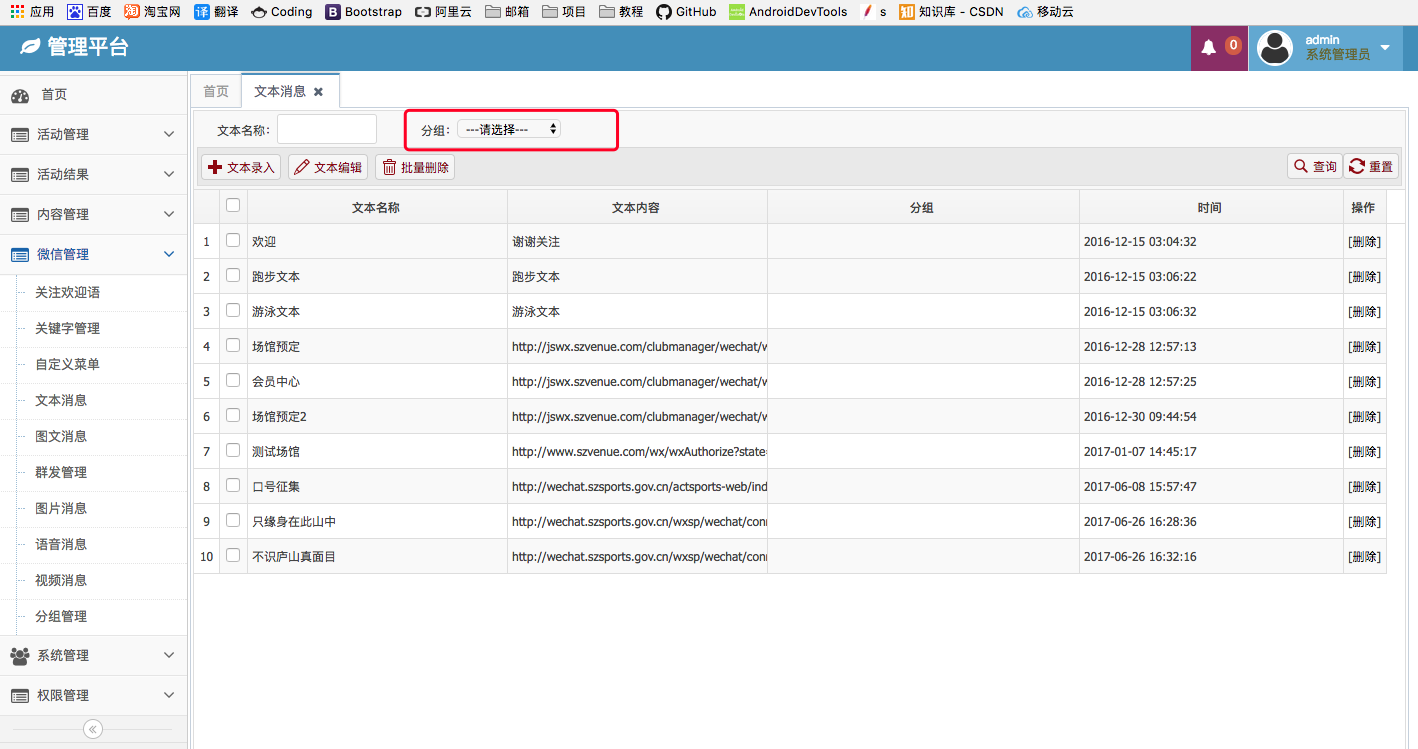 应用 百度 淘宝网 翻译 Coding Bootstrap 阿里云 邮箱 项目 教程 GitHub AndroidDevTools s 知识库 - CSDN 移动云
管理平台
0
admin
系统管理员
首页
活动管理
活动结果
内容管理
微信管理
关注欢迎语
关键字管理
自定义菜单
文本消息
图文消息
群发管理
图片消息
语音消息
视频消息
分组管理
系统管理
权限管理
首页 文本消息
文本名称: 分组: ---请选择---
文本录入 文本编辑 批量删除 查询 重置
文本名称 文本内容 分组 时间 操作
1 欢迎 谢谢关注 2016-12-15 03:04:32 [删除]
2 跑步文本 跑步文本 2016-12-15 03:06:22 [删除]
3 游泳文本 游泳文本 2016-12-15 03:06:32 [删除]
4 场馆预定 http://jswx.szvenue.com/clubmanager/wechat/w 2016-12-28 12:57:13 [删除]
5 会员中心 http://jswx.szvenue.com/clubmanager/wechat/w 2016-12-28 12:57:25 [删除]
6 场馆预定2 http://jswx.szvenue.com/clubmanager/wechat/w 2016-12-30 09:44:54 [删除]
7 测试场馆 http://www.szvenue.com/wx/wxAuthorize?state= 2017-01-07 14:45:17 [删除]
8 口号征集 http://wechat.szsports.gov.cn/actsports-web/ind 2017-06-08 15:57:47 [删除]
9 只缘身在此山中 http://wechat.szsports.gov.cn/wxsp/wechat/conn 2017-06-26 16:28:36 [删除]
10 不识庐山真面目 http://wechat.szsports.gov.cn/wxsp/wechat/conn 2017-06-26 16:32:16 [删除]